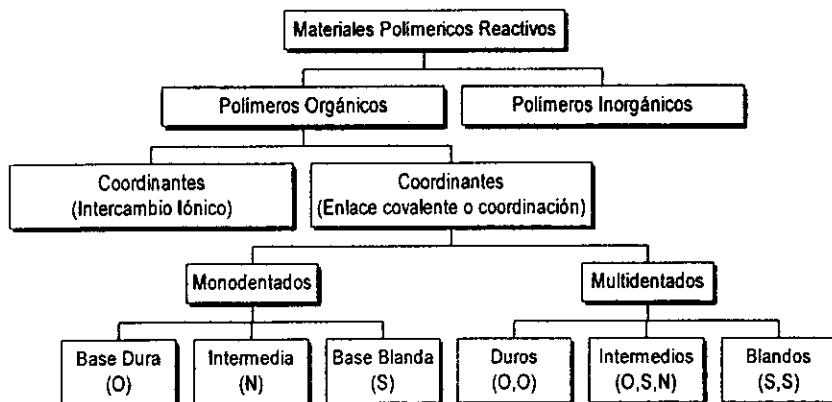 Materiales Polímericos Reactivos
Polímeros Orgánicos
Polímeros Inorgánicos
Coordinantes
(Intercambio Iónico)
Coordinantes
(Enlace covalente o coordinación)
Monodentados
Multidentados
Base Dura
(O)
Intermedia
(N)
Base Blanda
(S)
Duros
(O,O)
Intermedios
(O,S,N)
Blandos
(S,S)